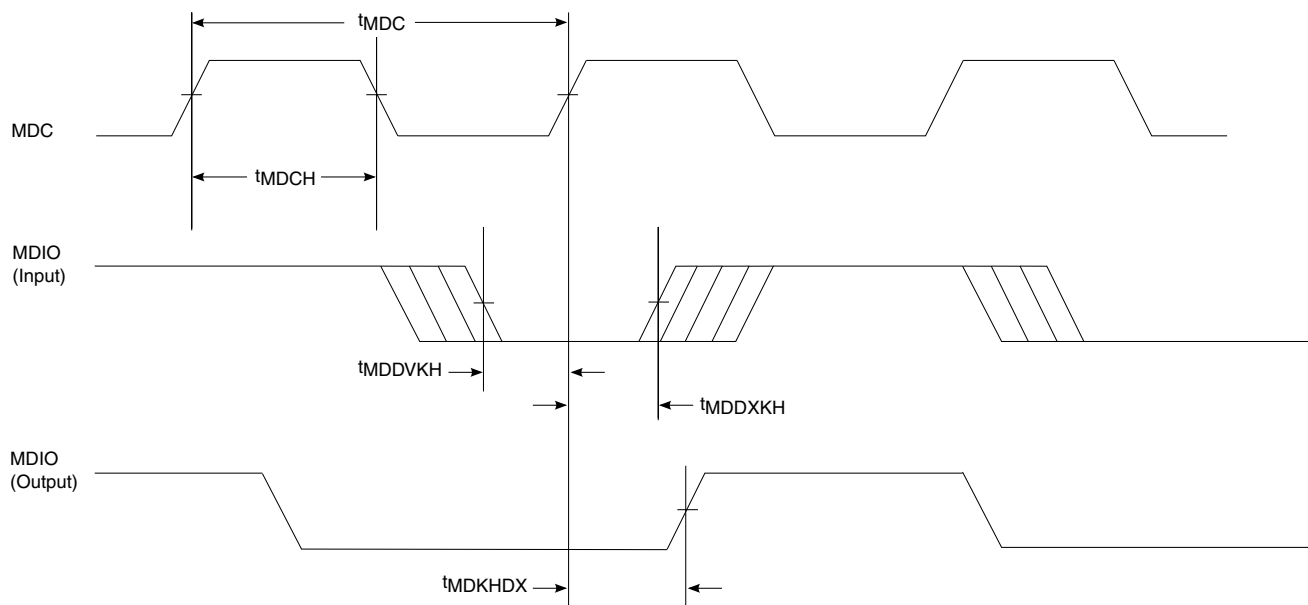 tMDC
MDC
tMDCH
MDIO
(Input)
tMDDVKH
tMDDXKH
MDIO
(Output)
tMDKHDX